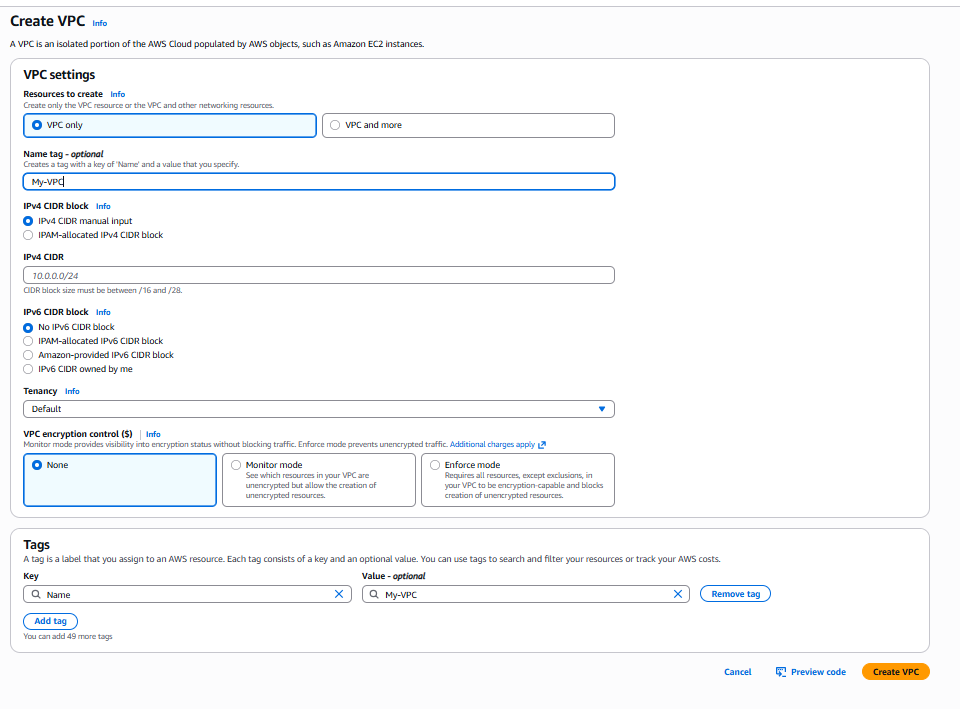 Create VPC Info
A VPC is an isolated portion of the AWS Cloud populated by AWS objects, such as Amazon EC2 instances.
VPC settings
Resources to create Info
Create only the VPC resource or the VPC and other networking resources.
VPC only
VPC and more
Name tag - optional
Creates a tag with a key of 'Name' and a value that you specify.
My-VPC
IPv4 CIDR block Info
IPv4 CIDR manual input
IPAM-allocated IPv4 CIDR block
IPv4 CIDR
10.0.0.0/24
CIDR block size must be between /16 and /28.
IPv6 CIDR block Info
No IPv6 CIDR block
IPAM-allocated IPv6 CIDR block
Amazon-provided IPv6 CIDR block
IPv6 CIDR owned by me
Tenancy Info
Default
VPC encryption control ($) Info
Monitor mode provides visibility into encryption status without blocking traffic. Enforce mode prevents unencrypted traffic. Additional charges apply
None
Monitor mode
See which resources in your VPC are
unencrypted but allow the creation of
unencrypted resources.
Enforce mode
Requires all resources, except exclusions, in
your VPC to be encryption-capable and blocks
creation of unencrypted resources.
Tags
A tag is a label that you assign to an AWS resource. Each tag consists of a key and an optional value. You can use tags to search and filter your resources or track your AWS costs.
Key
Value - optional
Name
My-VPC
Remove tag
Add tag
You can add 49 more tags
Cancel
Preview code
Create VPC